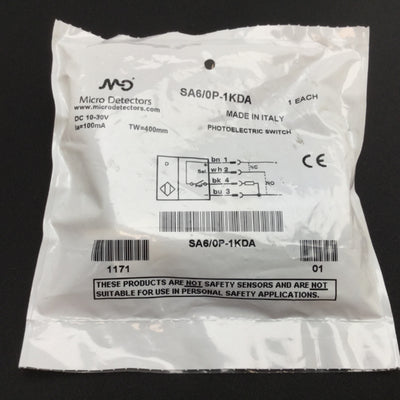 MD
Micro Detectors
www.microdetectors.com
DC 10-30V
Ia=100mA
TW=400mm
SA6/0P-1KDA
1 EACH
MADE IN ITALY
PHOTOELECTRIC SWITCH
CE
bn 1
Sel. wh 2
NC
bk 4
NO
bu 3
SA6/0P-1KDA
1171
01
THESE PRODUCTS ARE NOT SAFETY SENSORS AND ARE NOT
SUITABLE FOR USE IN PERSONAL SAFETY APPLICATIONS.